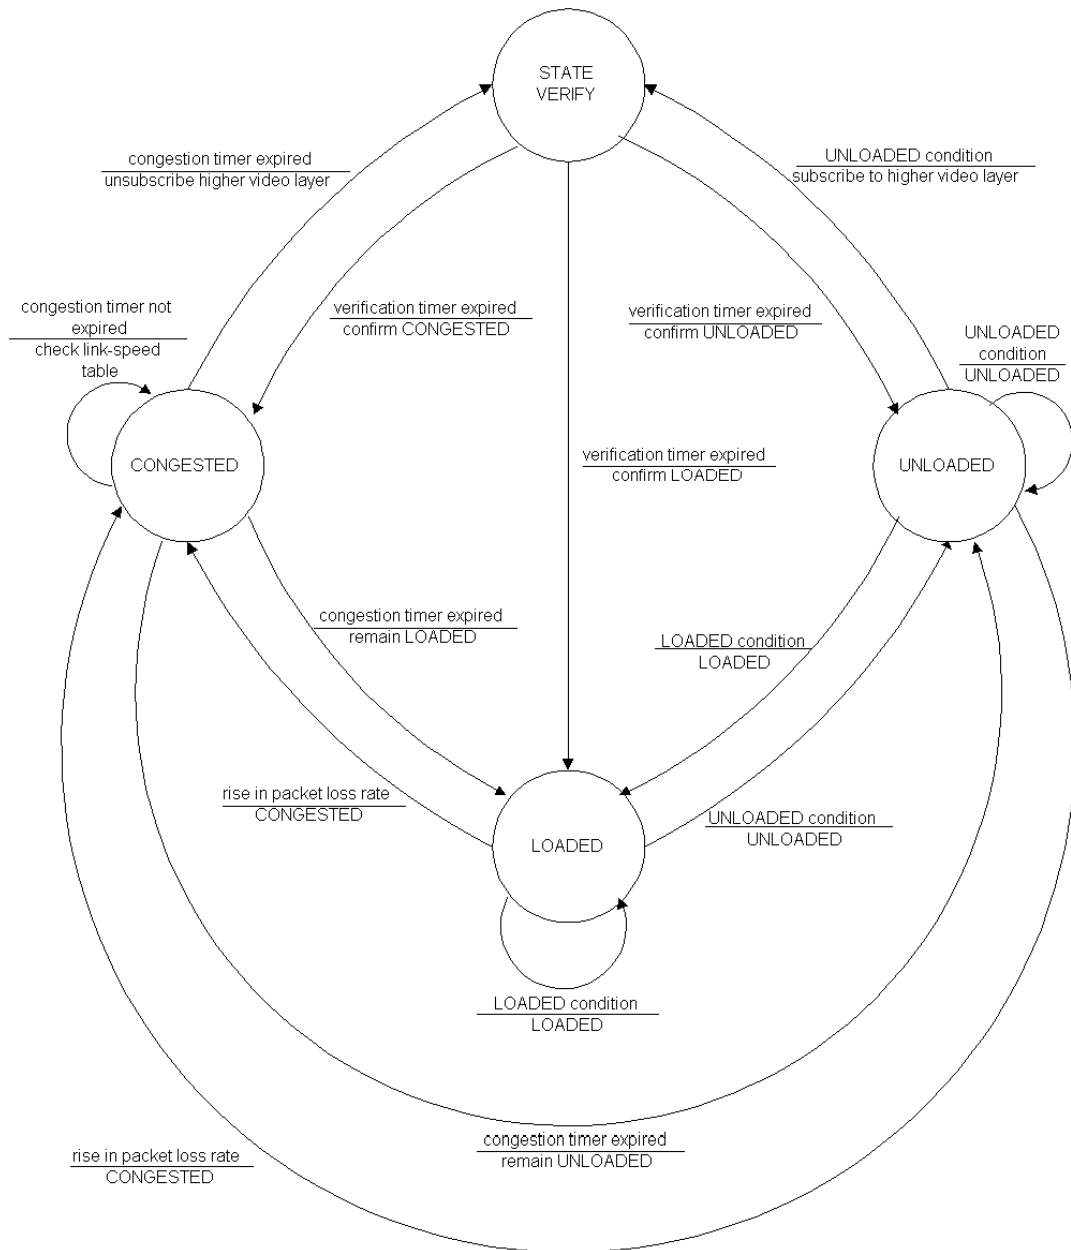 STATE
VERIFY
congestion timer expired
unsubscribe higher video layer
UNLOADED condition
subscribe to higher video layer
congestion timer not
expired
check link-speed
table
verification timer expired
confirm CONGESTED
verification timer expired
confirm UNLOADED
UNLOADED
condition
UNLOADED
CONGESTED
verification timer expired
confirm LOADED
UNLOADED
congestion timer expired
remain LOADED
LOADED condition
LOADED
rise in packet loss rate
CONGESTED
UNLOADED condition
UNLOADED
LOADED
LOADED condition
LOADED
congestion timer expired
remain UNLOADED
rise in packet loss rate
CONGESTED